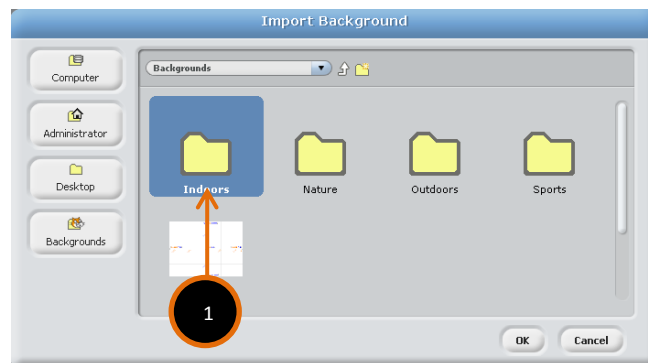 Import Background
Computer
Administrator
Desktop
Backgrounds
Backgrounds
Indoors
Nature
Outdoors
Sports
1
OK
Cancel